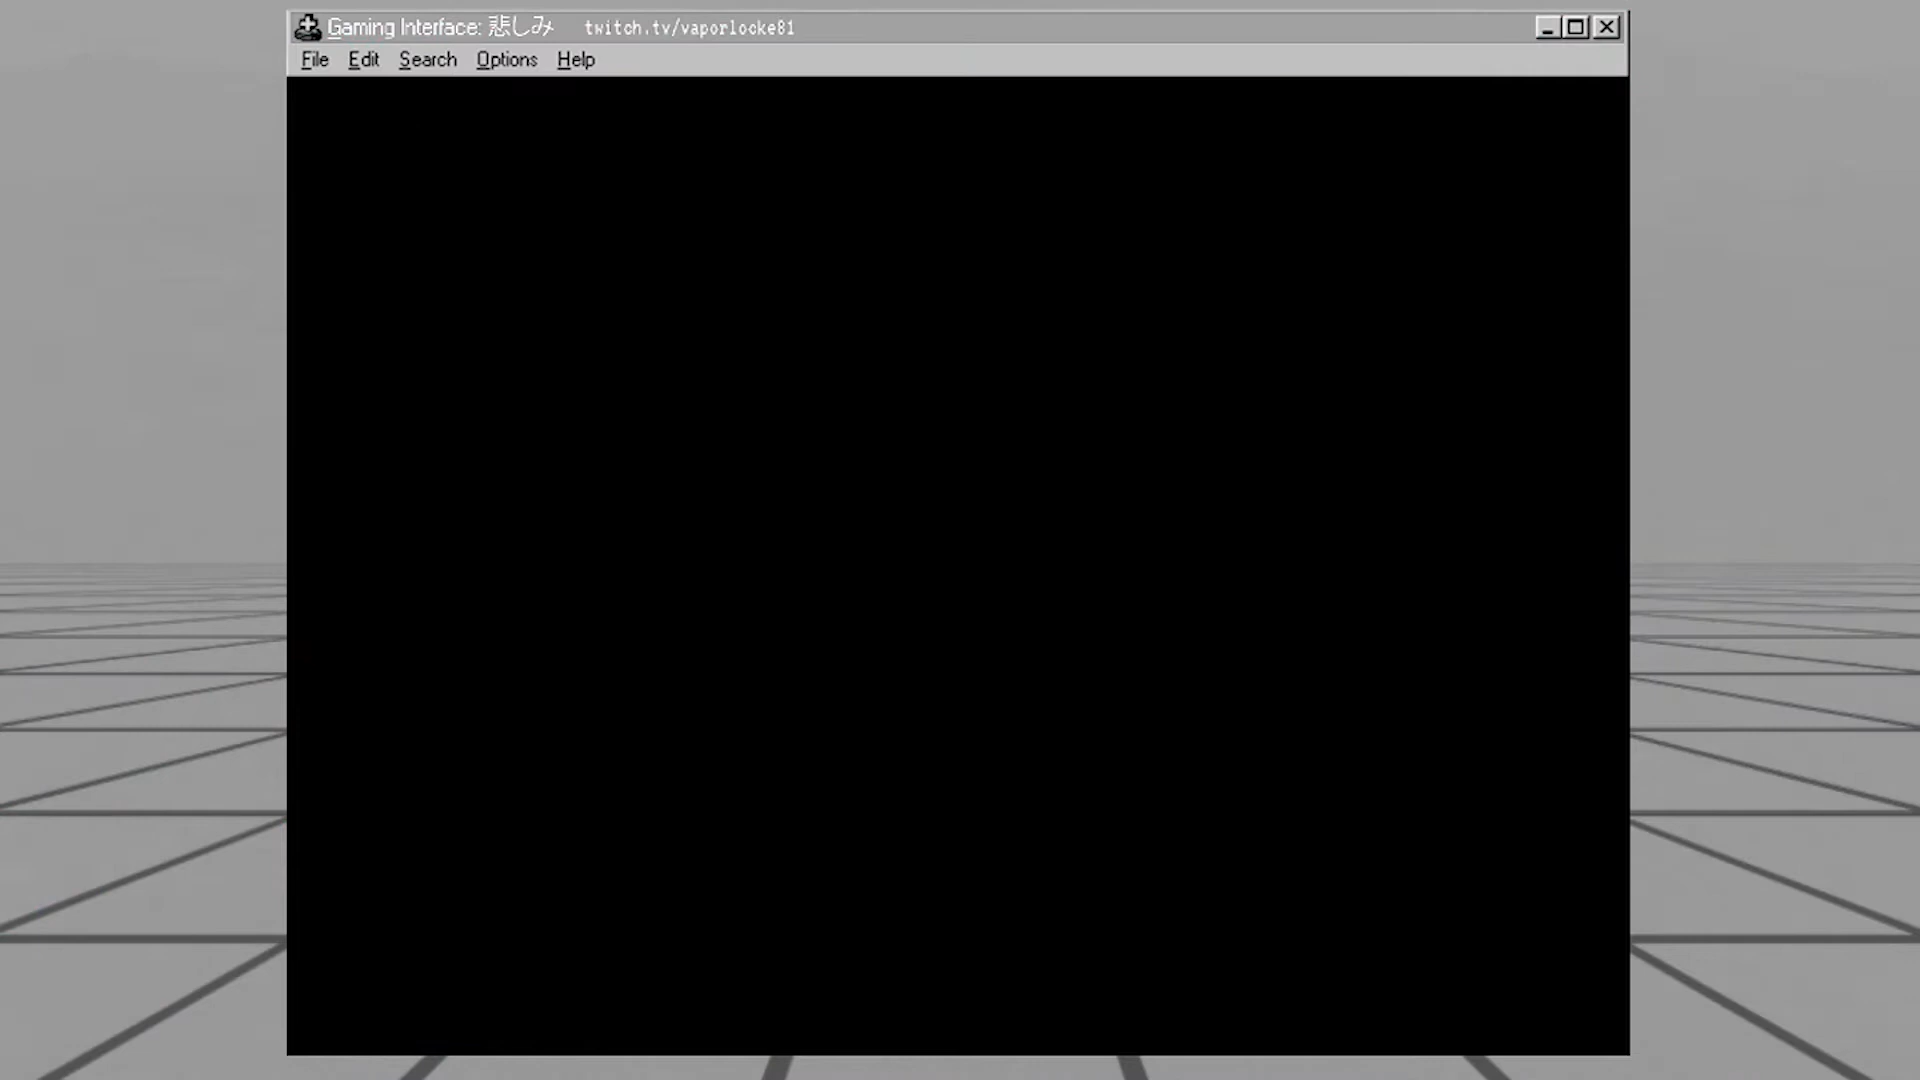 Gaming Interface: 悲しみ twitch.tv/vaporlocke81
File Edit Search Options Help